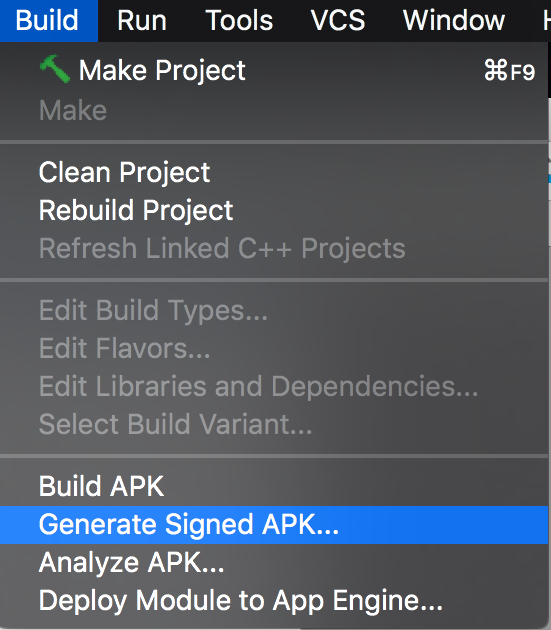 Build Run Tools VCS Window
Make Project ⌘F9
Make
Clean Project
Rebuild Project
Refresh Linked C++ Projects
Edit Build Types...
Edit Flavors...
Edit Libraries and Dependencies...
Select Build Variant...
Build APK
Generate Signed APK...
Analyze APK...
Deploy Module to App Engine...